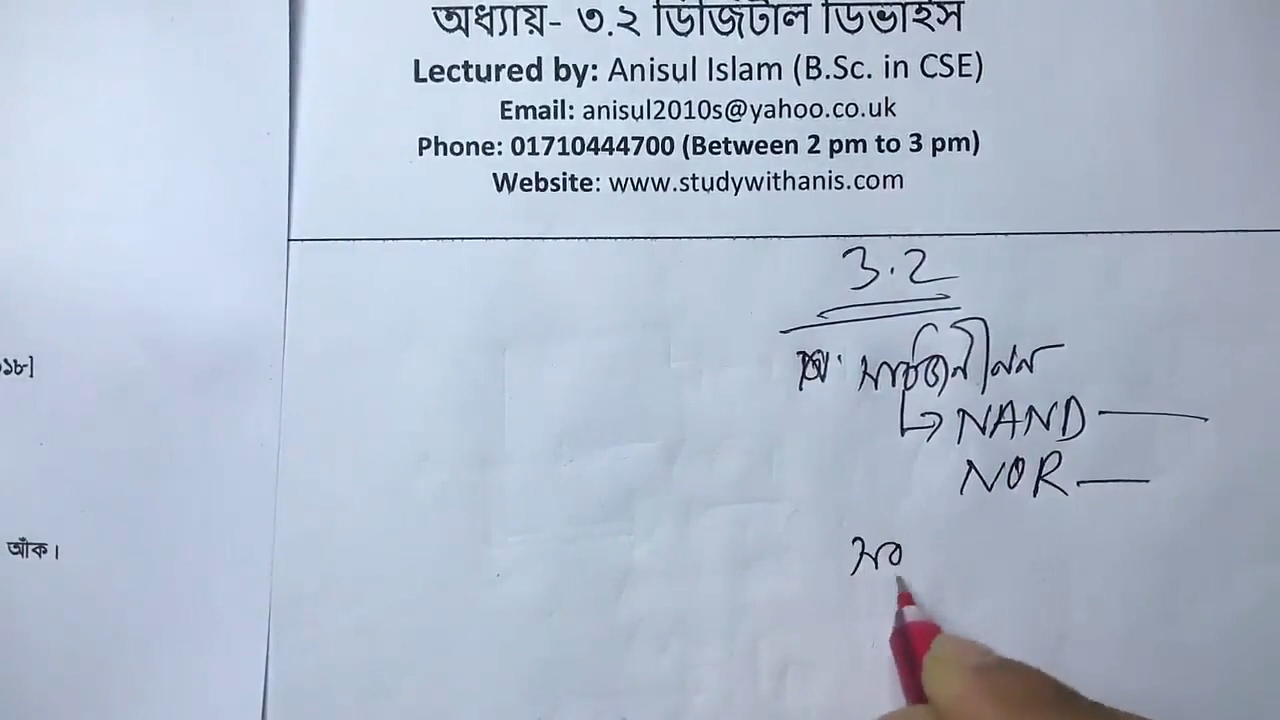 অধ্যায়- ৩.২ ডিজিটাল ডিভাইস
Lectured by: Anisul Islam (B.Sc. in CSE)
Email: anisul2010s@yahoo.co.uk
Phone: 01710444700 (Between 2 pm to 3 pm)
Website: www.studywithanis.com
3.2
১৮]
NAND
NOR
আঁক।